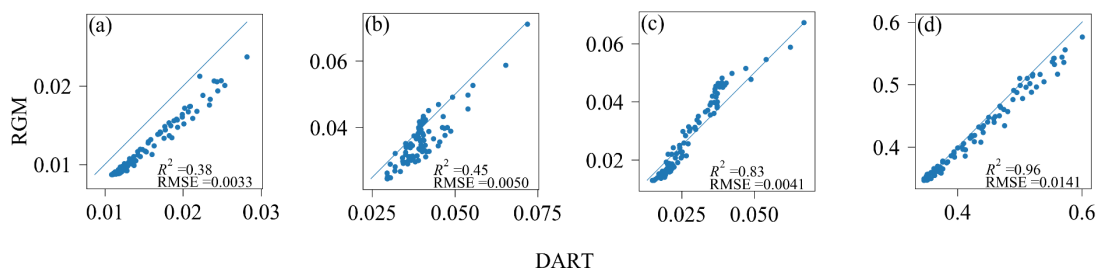 (a)
0.02
0.01
R² =0.38
RMSE =0.0033
0.01
0.02
0.03
(b)
0.06
0.04
R² =0.45
RMSE =0.0050
0.025
0.050
0.075
(c)
0.06
0.04
0.02
R² =0.83
RMSE =0.0041
0.025
0.050
(d)
0.6
0.5
0.4
R² =0.96
RMSE =0.0141
0.4
0.6
RGM
DART